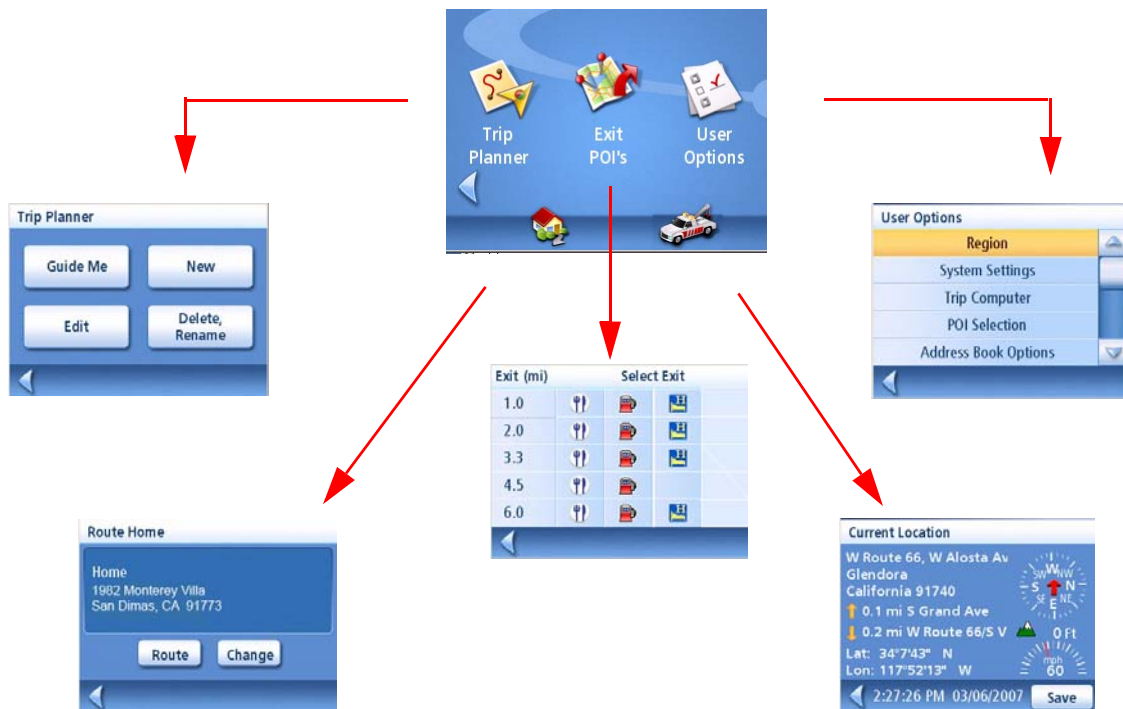 Trip
Planner
Exit
POI's
User
Options
Trip Planner
Guide Me
New
Edit
Delete,
Rename
User Options
Region
System Settings
Trip Computer
POI Selection
Address Book Options
Exit (mi)
Select Exit
1.0
2.0
3.3
4.5
6.0
Route Home
Home
1982 Monterey Villa
San Dimas, CA 91773
Route
Change
Current Location
W Route 66, W Alosta Av
Glendora
California 91740
0.1 mi S Grand Ave
0.2 mi W Route 66/S V
Lat: 34°7'43" N
Lon: 117°52'13" W
SW W NW
S N
SE E NE
0 Ft
mph
60
2:27:26 PM 03/06/2007
Save